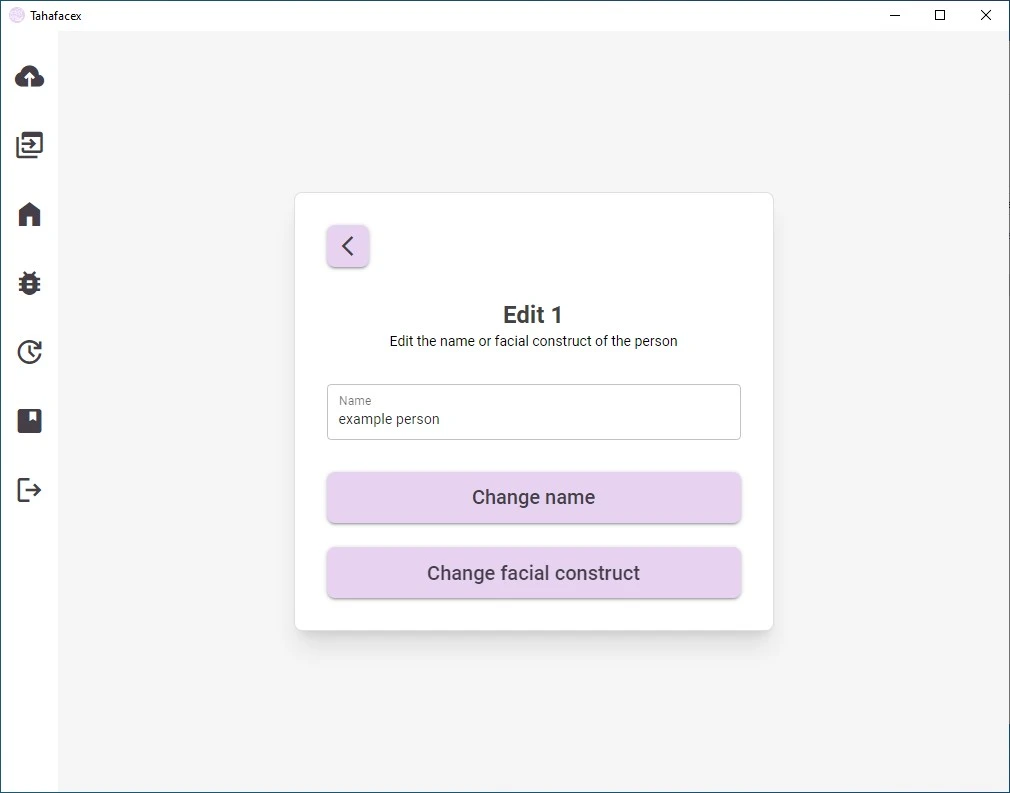 Tahafacex
Edit 1
Edit the name or facial construct of the person
Name
example person
Change name
Change facial construct